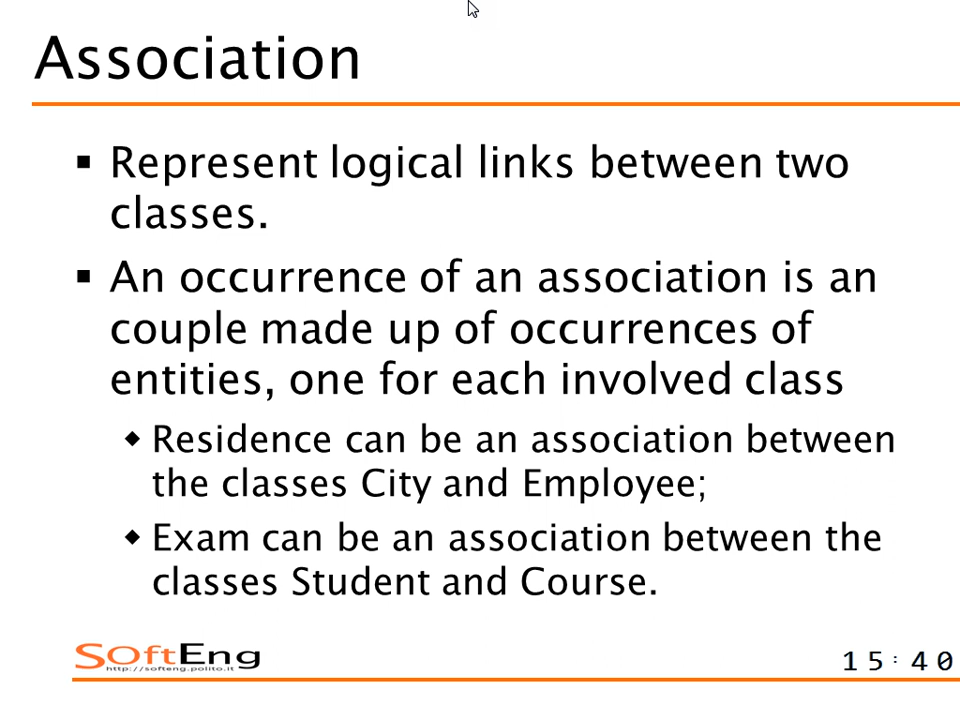 Association
▪ Represent logical links between two
classes.
▪ An occurrence of an association is an
couple made up of occurrences of
entities, one for each involved class
◆ Residence can be an association between
the classes City and Employee;
◆ Exam can be an association between the
classes Student and Course.
SoftEng
http://softeng.polito.it
15:40